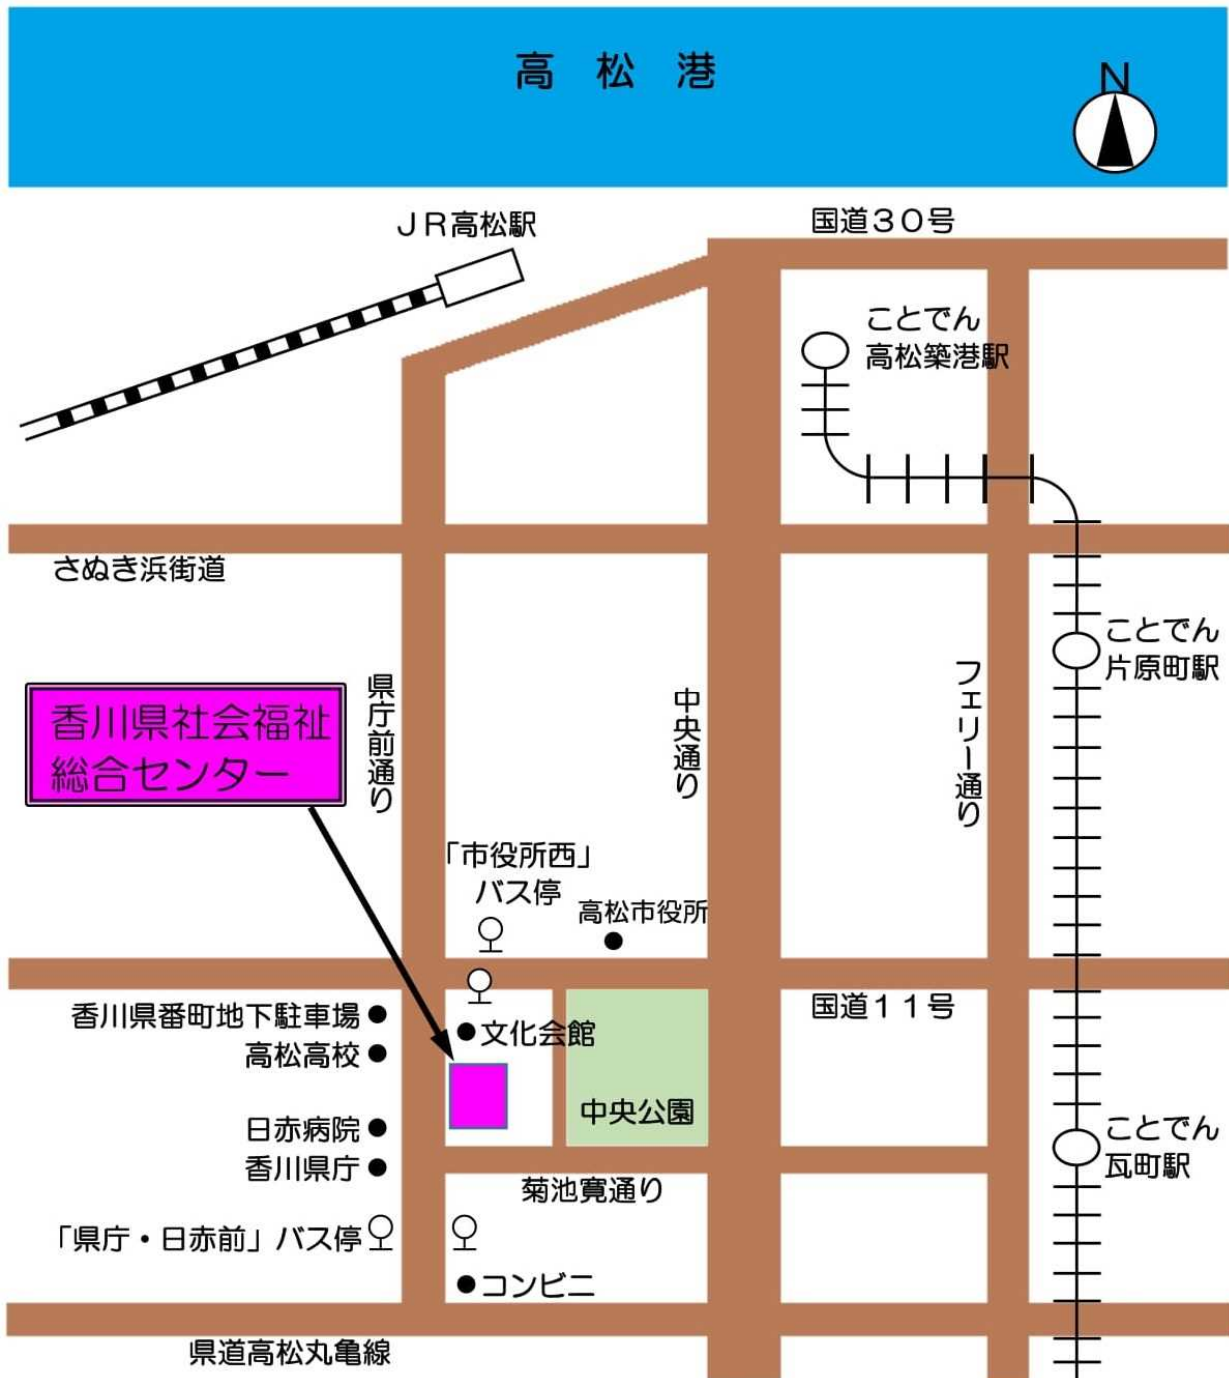 高松港
N
JR高松駅
国道30号
ことでん
高松築港駅
さぬき浜街道
ことでん
片原町駅
香川県社会福祉
総合センター
県庁前通り
中央通り
フェリー通り
「市役所西」
バス停
高松市役所
国道11号
香川県番町地下駐車場
文化会館
高松高校
中央公園
日赤病院
ことでん
瓦町駅
香川県庁
菊池寛通り
「県庁・日赤前」バス停
コンビニ
県道高松丸亀線